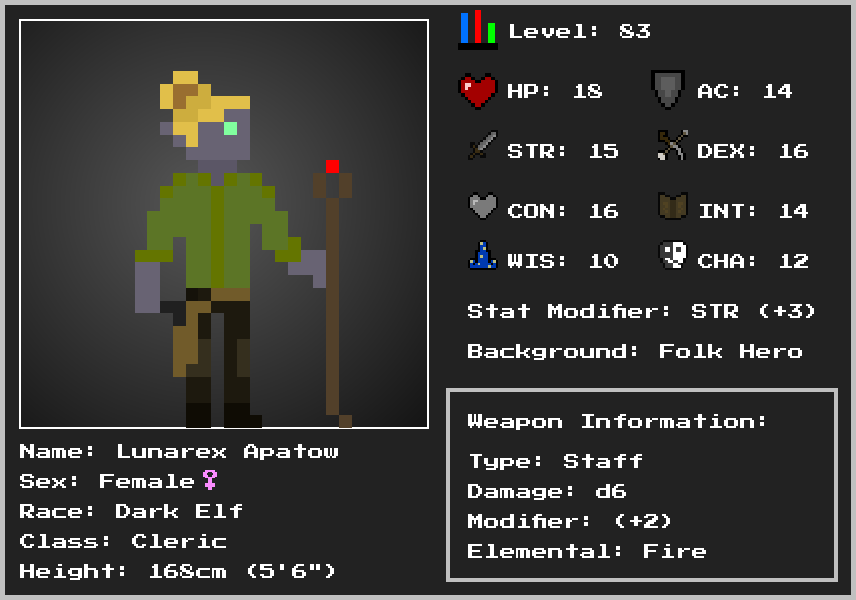 Level: 83
HP: 18
AC: 14
STR: 15
DEX: 16
CON: 16
INT: 14
WIS: 10
CHA: 12
Stat Modifier: STR (+3)
Background: Folk Hero
Weapon Information:
Type: Staff
Damage: d6
Modifier: (+2)
Elemental: Fire
Name: Lunarex Apatow
Sex: Female♀
Race: Dark Elf
Class: Cleric
Height: 168cm (5'6")